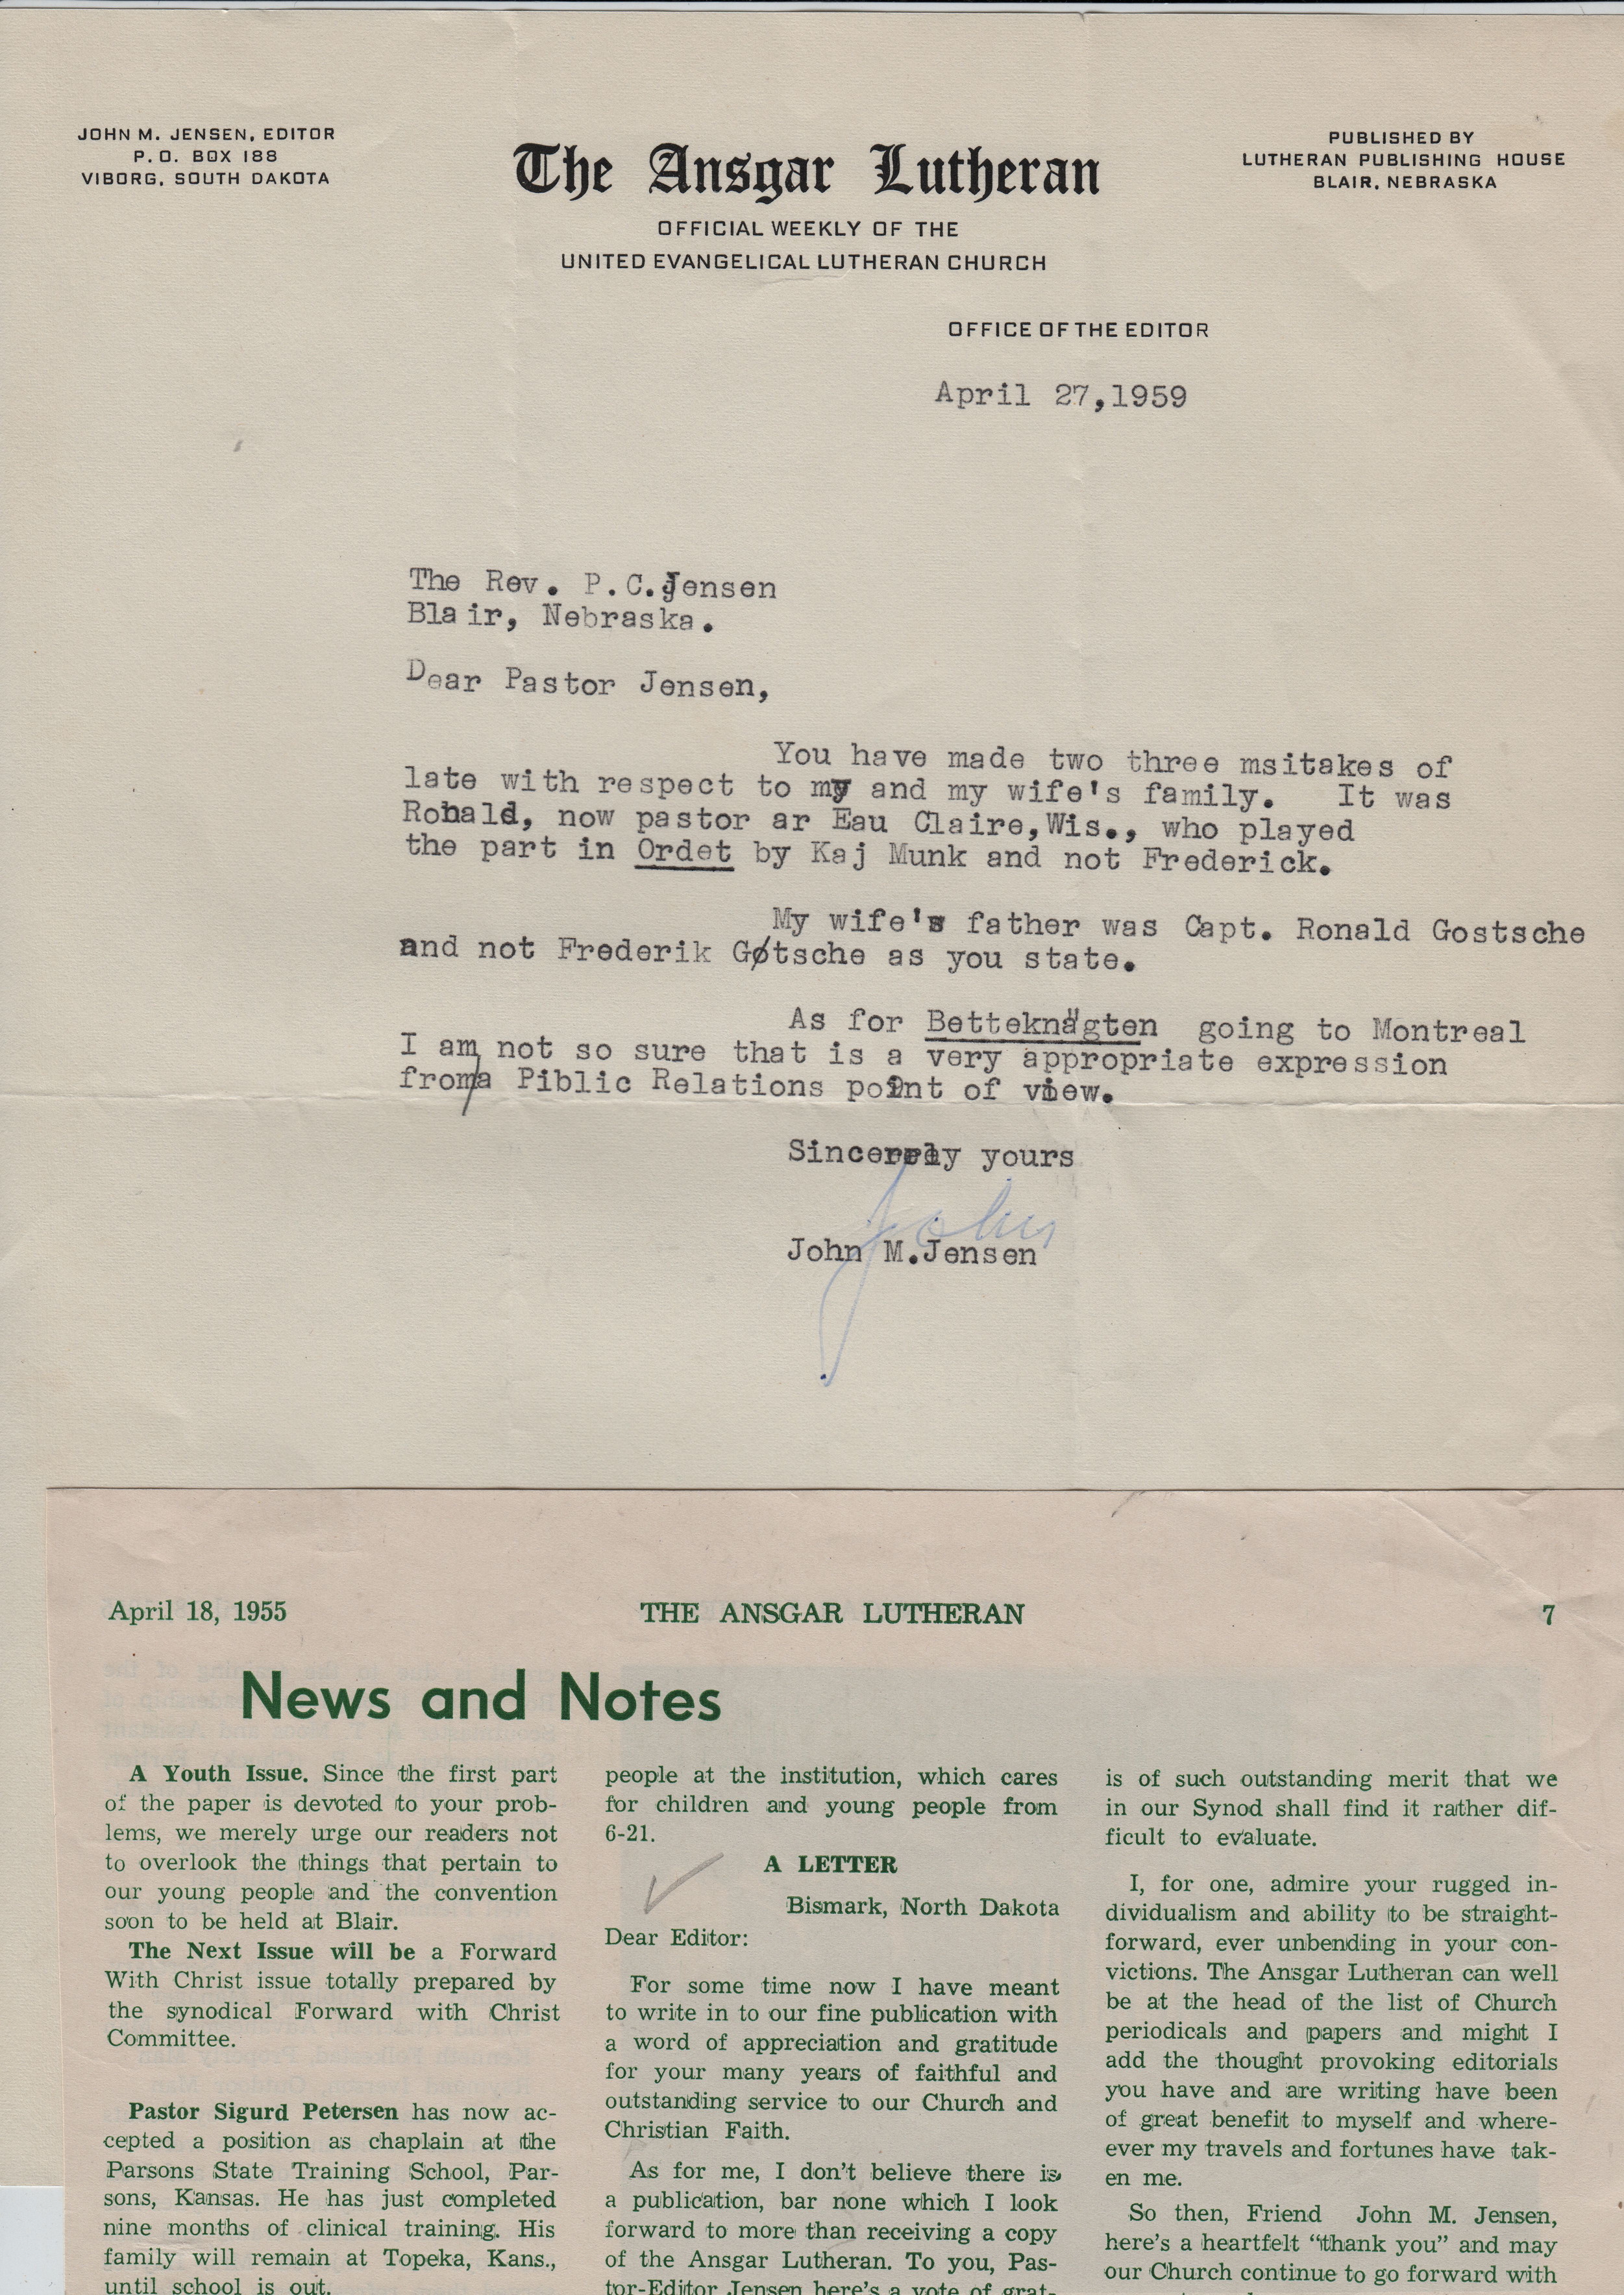 JOHN M. JENSEN, EDITOR
P. O. BOX 188
VIBORG, SOUTH DAKOTA
The Ansgar Lutheran
OFFICIAL WEEKLY OF THE
UNITED EVANGELICAL LUTHERAN CHURCH
PUBLISHED BY
LUTHERAN PUBLISHING HOUSE
BLAIR, NEBRASKA
OFFICE OF THE EDITOR
April 27,1959
The Rev. P.C.Jensen
Blair, Nebraska.
Dear Pastor Jensen,
You have made two three msitakes of
late with respect to my and my wife's family. It was
Ronald, now pastor ar Eau Claire,Wis., who played
the part in Ordet by Kaj Munk and not Frederick.
My wife's father was Capt. Ronald Gostsche
and not Frederik Gøtsche as you state.
As for Betteknägten going to Montreal
I am not so sure that is a very appropriate expression
from/a Piblic Relations point of view.
Sincerely yours
John
John M.Jensen
April 18, 1955
THE ANSGAR LUTHERAN
7
News and Notes
A Youth Issue. Since the first part
of the paper is devoted to your prob-
lems, we merely urge our readers not
to overlook the things that pertain to
our young people and the convention
soon to be held at Blair.
The Next Issue will be a Forward
With Christ issue totally prepared by
the synodical Forward with Christ
Committee.
Pastor Sigurd Petersen has now ac-
cepted a position as chaplain at the
Parsons State Training School, Par-
sons, Kansas. He has just completed
nine months of clinical training. His
family will remain at Topeka, Kans.,
until school is out.
people at the institution, which cares
for children and young people from
6-21.
A LETTER
Bismark, North Dakota
Dear Editor:
For some time now I have meant
to write in to our fine publication with
a word of appreciation and gratitude
for your many years of faithful and
outstanding service to our Church and
Christian Faith.
As for me, I don't believe there is
a publication, bar none which I look
forward to more than receiving a copy
of the Ansgar Lutheran. To you, Pas-
tor-Editor Jensen here's a vote of grat-
is of such outstanding merit that we
in our Synod shall find it rather dif-
ficult to evaluate.
I, for one, admire your rugged in-
dividualism and ability to be straight-
forward, ever unbending in your con-
victions. The Ansgar Lutheran can well
be at the head of the list of Church
periodicals and papers and might I
add the thought provoking editorials
you have and are writing have been
of great benefit to myself and where-
ever my travels and fortunes have tak-
en me.
So then, Friend John M. Jensen,
here's a heartfelt "thank you" and may
our Church continue to go forward with